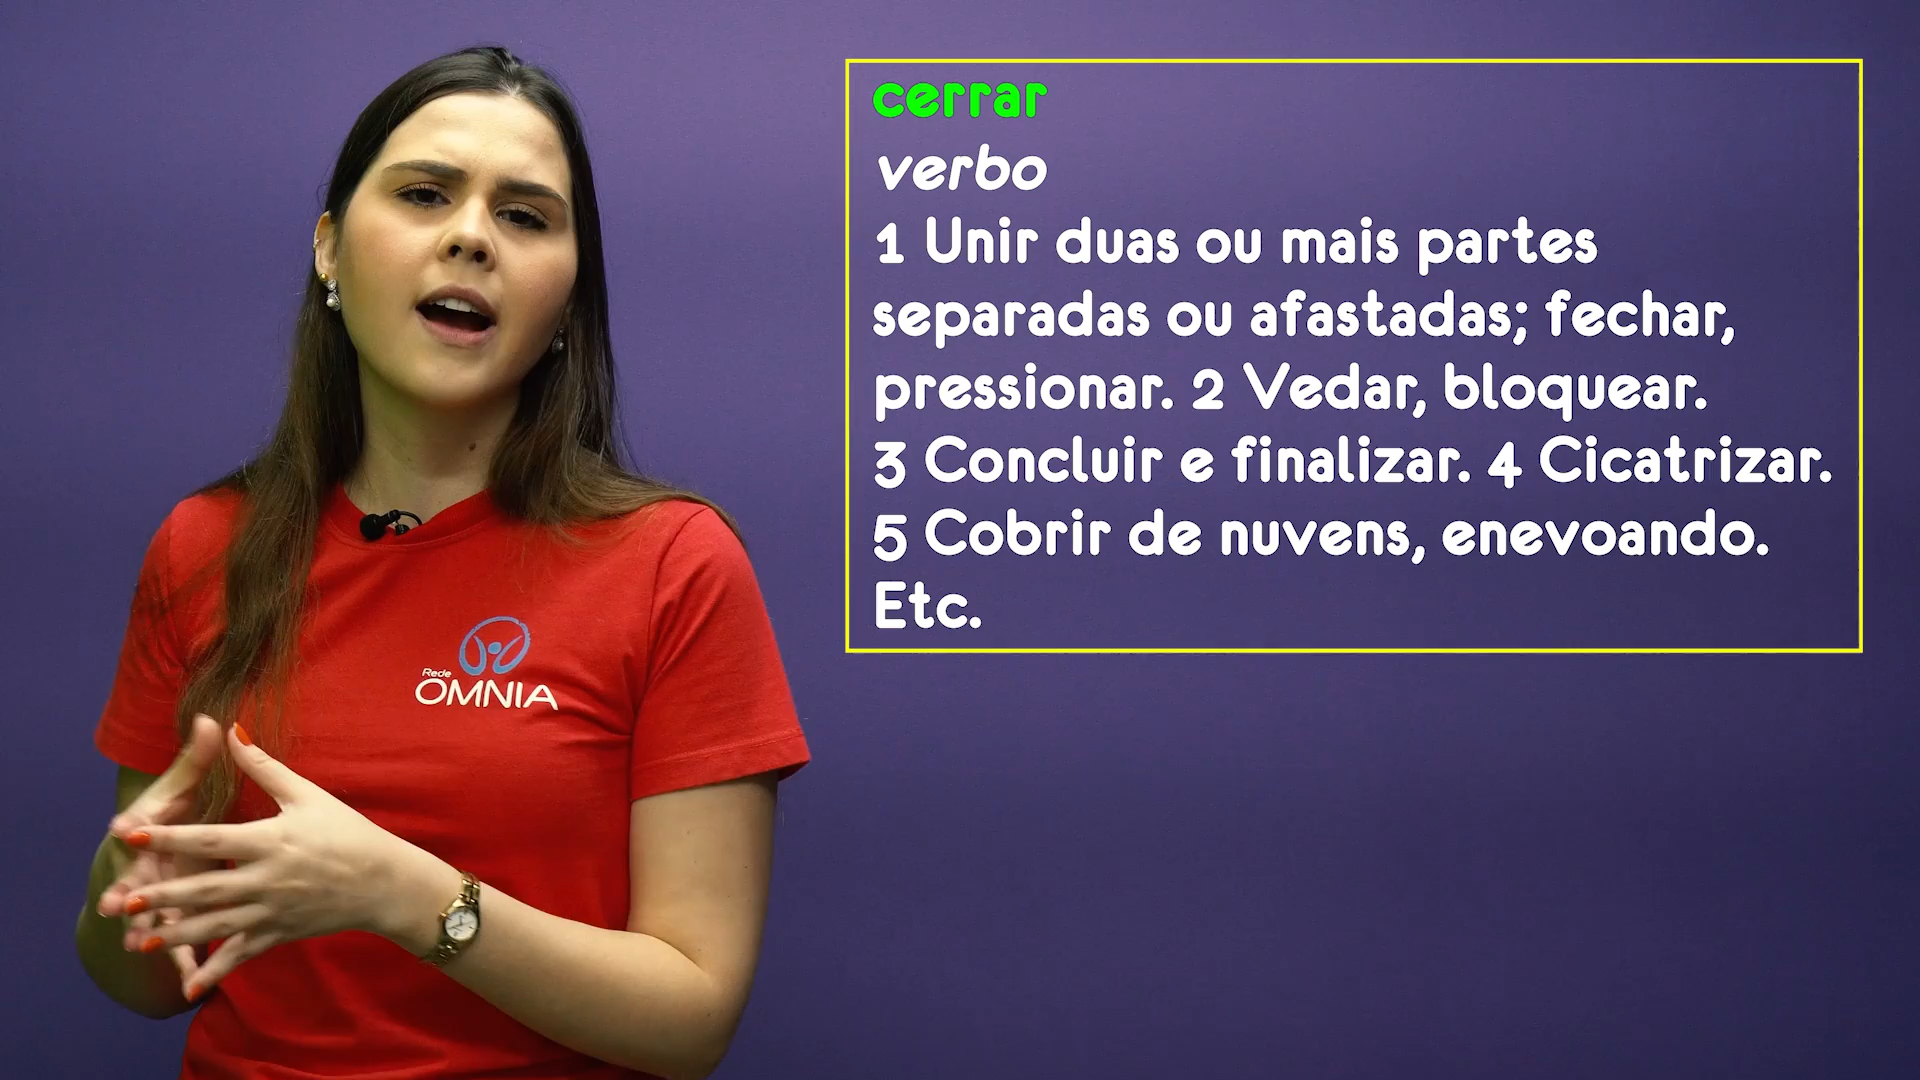 cerrar
verbo
1 Unir duas ou mais partes
separadas ou afastadas; fechar,
pressionar. 2 Vedar, bloquear.
3 Concluir e finalizar. 4 Cicatrizar.
5 Cobrir de nuvens, enevoando.
Etc.
Rede
OMNIA